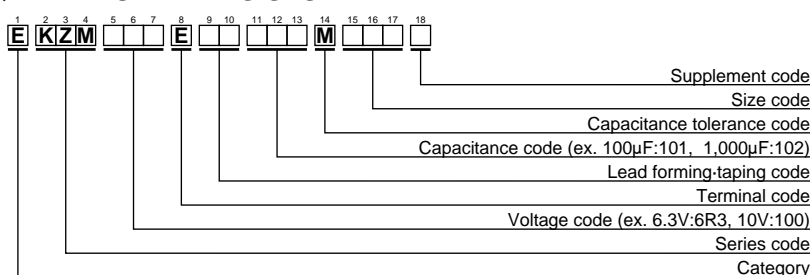 1 2 3 4 5 6 7 8 9 10 11 12 13 14 15 16 17 18
E K Z M E M
Supplement code
Size code
Capacitance tolerance code
Capacitance code (ex. 100μF:101, 1,000μF:102)
Lead forming·taping code
Terminal code
Voltage code (ex. 6.3V:6R3, 10V:100)
Series code
Category